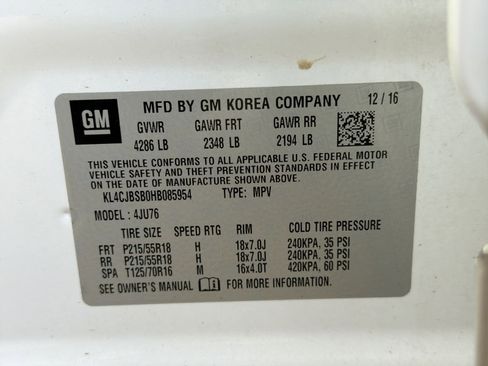 GM
MFD BY GM KOREA COMPANY 12/16
GVWR GAWR FRT GAWR RR
4286 LB 2348 LB 2194 LB
THIS VEHICLE CONFORMS TO ALL APPLICABLE U.S. FEDERAL MOTOR
VEHICLE SAFETY AND THEFT PREVENTION STANDARDS IN EFFECT
ON THE DATE OF MANUFACTURE SHOWN ABOVE.
KL4CJBSB0HB085954 TYPE: MPV
MODEL: 4JU76
TIRE SIZE SPEED RTG RIM COLD TIRE PRESSURE
FRT P215/55R18 H 18x7.0J 240KPA, 35 PSI
RR P215/55R18 H 18x7.0J 240KPA, 35 PSI
SPA T125/70R16 M 16x4.0T 420KPA, 60 PSI
SEE OWNER'S MANUAL FOR MORE INFORMATION.